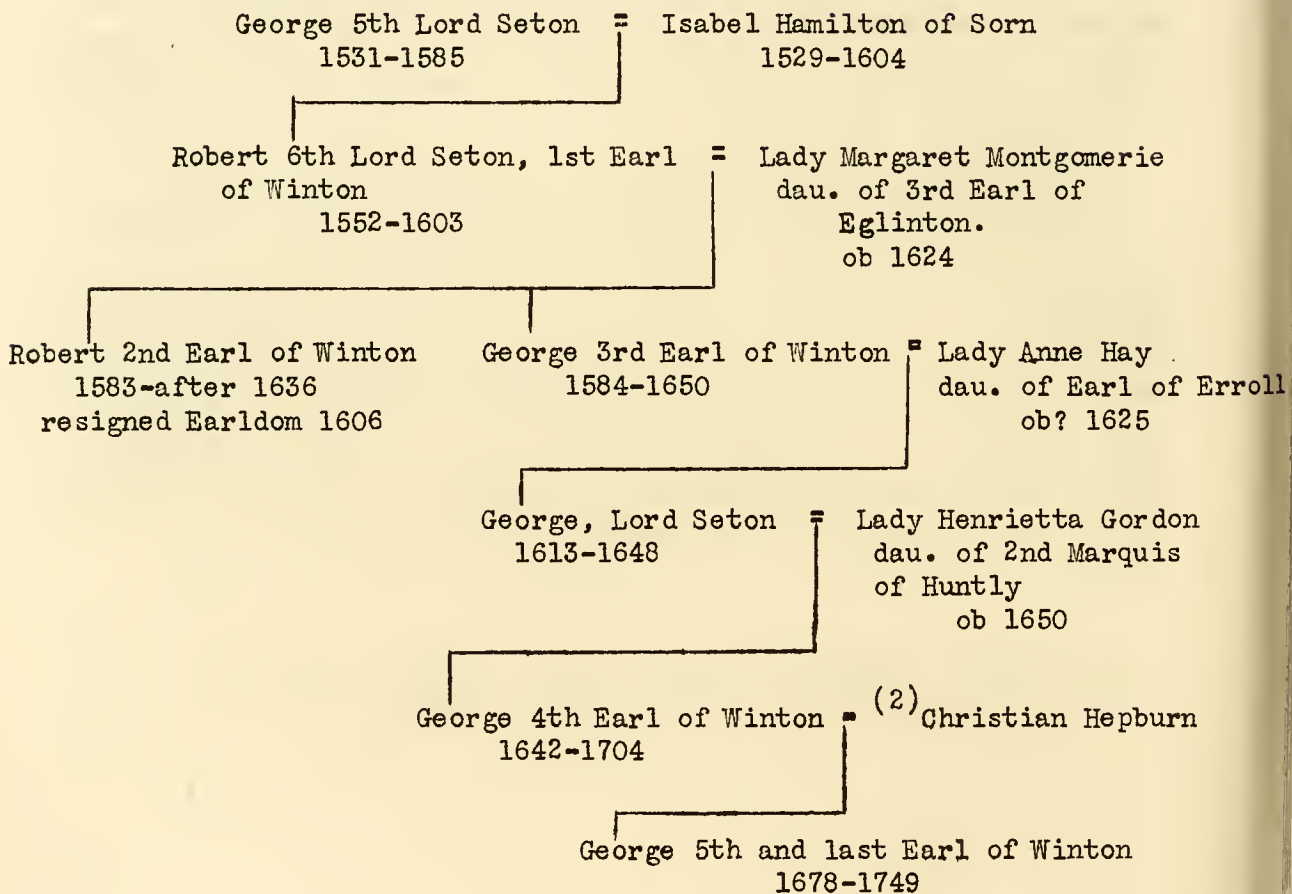 George 5th Lord Seton = Isabel Hamilton of Sorn
1531-1585 1529-1604
Robert 6th Lord Seton, 1st Earl = Lady Margaret Montgomerie
of Winton dau. of 3rd Earl of
1552-1603 Eglinton.
ob 1624
Robert 2nd Earl of Winton George 3rd Earl of Winton = Lady Anne Hay
1583-after 1636 1584-1650 dau. of Earl of Erroll
resigned Earldom 1606 ob? 1625
George, Lord Seton = Lady Henrietta Gordon
1613-1648 dau. of 2nd Marquis
of Huntly
ob 1650
George 4th Earl of Winton = (2) Christian Hepburn
1642-1704
George 5th and last Earl of Winton
1678-1749